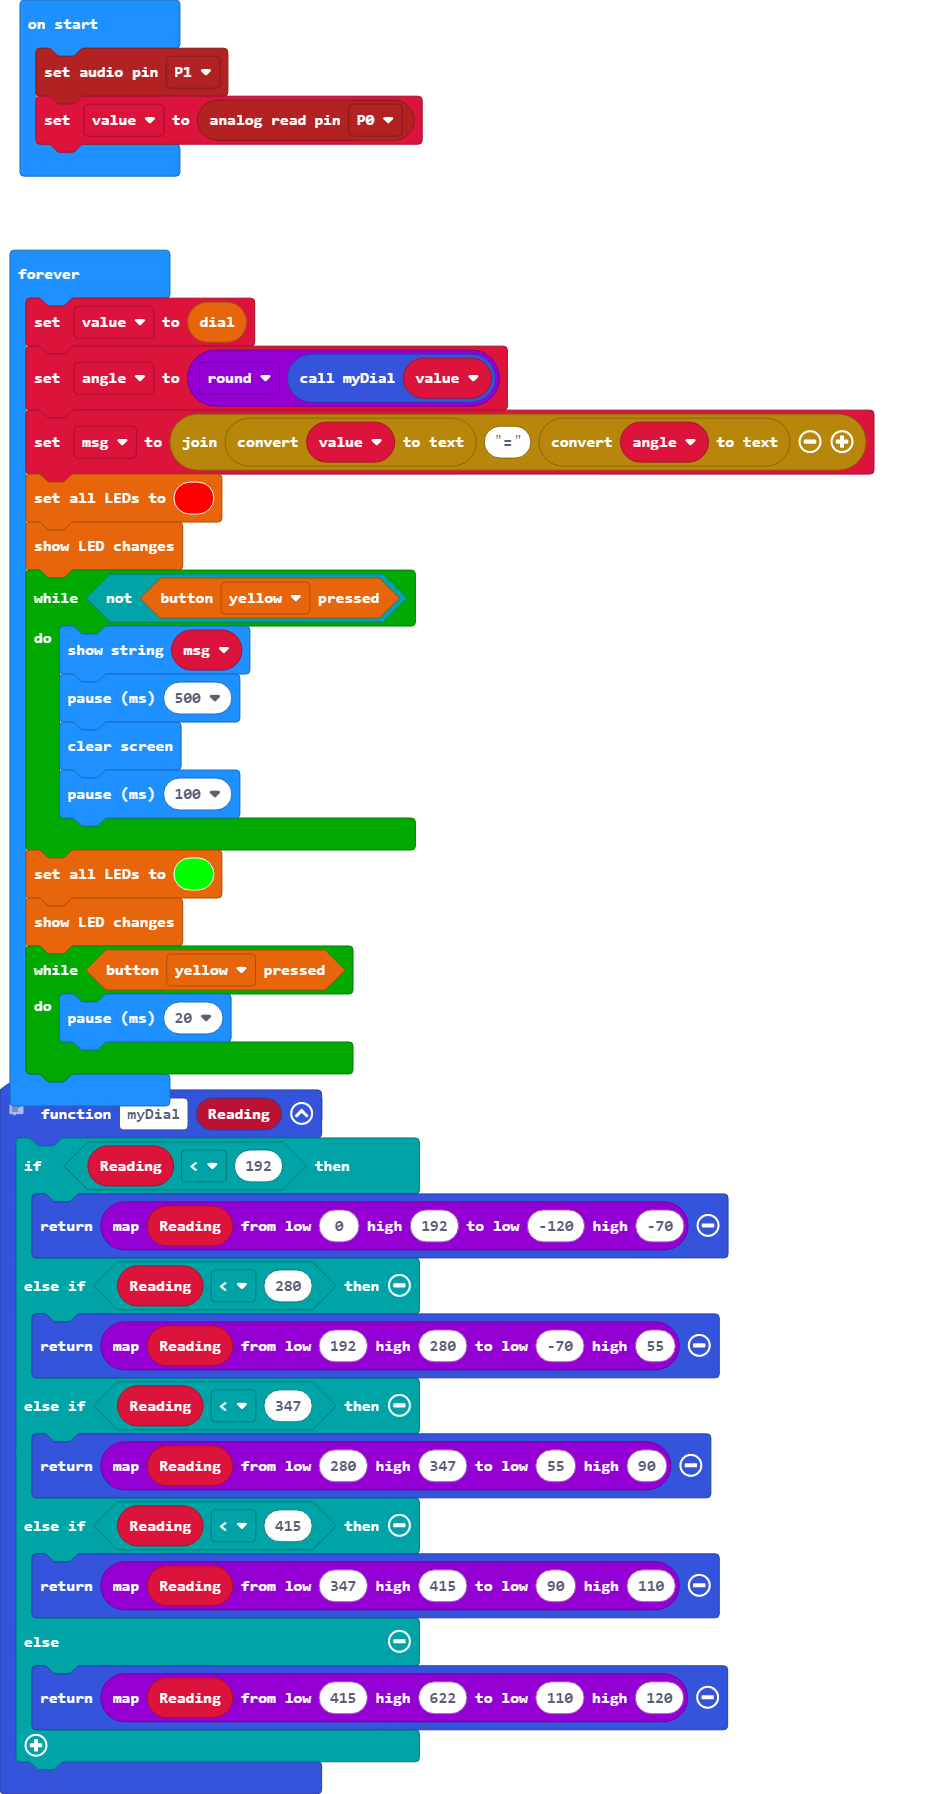 on start
set audio pin P1
set value to analog read pin P0
forever
set value to dial
set angle to round call myDial value
set msg to join convert value to text "=" convert angle to text
set all LEDs to
show LED changes
while not button yellow pressed
do
show string msg
pause (ms) 500
clear screen
pause (ms) 100
set all LEDs to
show LED changes
while button yellow pressed
do
pause (ms) 20
function myDial Reading
if Reading < 192 then
return map Reading from low 0 high 192 to low -120 high -70
else if Reading < 280 then
return map Reading from low 192 high 280 to low -70 high 55
else if Reading < 347 then
return map Reading from low 280 high 347 to low 55 high 90
else if Reading < 415 then
return map Reading from low 347 high 415 to low 90 high 110
else
return map Reading from low 415 high 622 to low 110 high 120